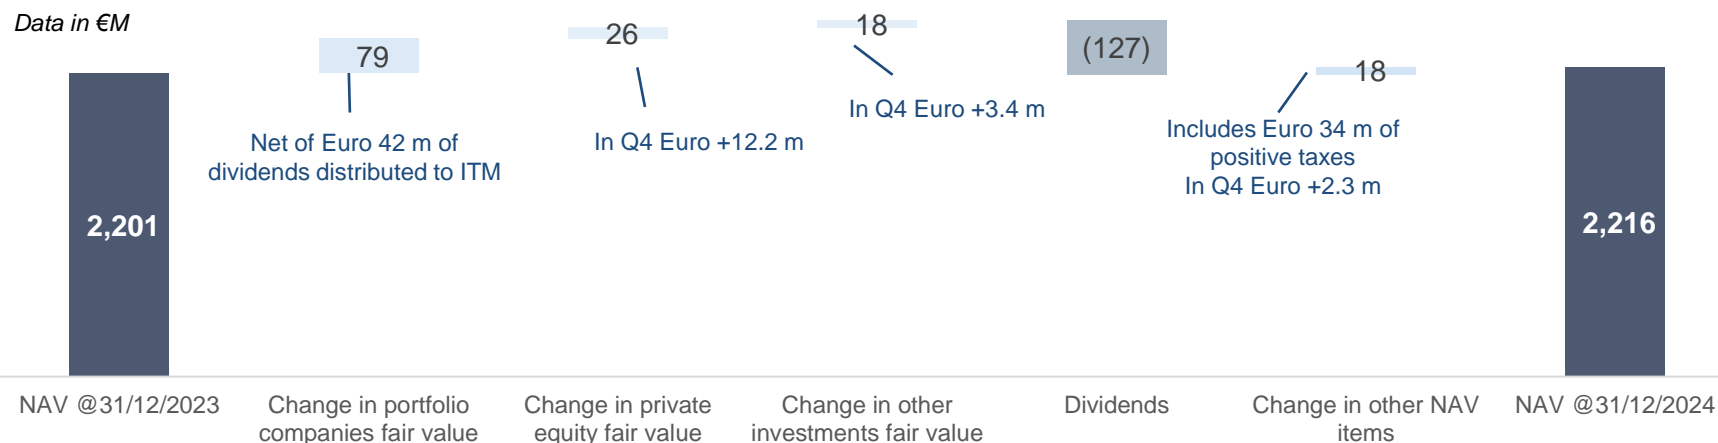 Data in €M
79
26
18
(127)
18
2,201
2,216
Net of Euro 42 m of
dividends distributed to ITM
In Q4 Euro +12.2 m
In Q4 Euro +3.4 m
Includes Euro 34 m of
positive taxes
In Q4 Euro +2.3 m
NAV @31/12/2023
Change in portfolio
companies fair value
Change in private
equity fair value
Change in other
investments fair value
Dividends
Change in other NAV
items
NAV @31/12/2024